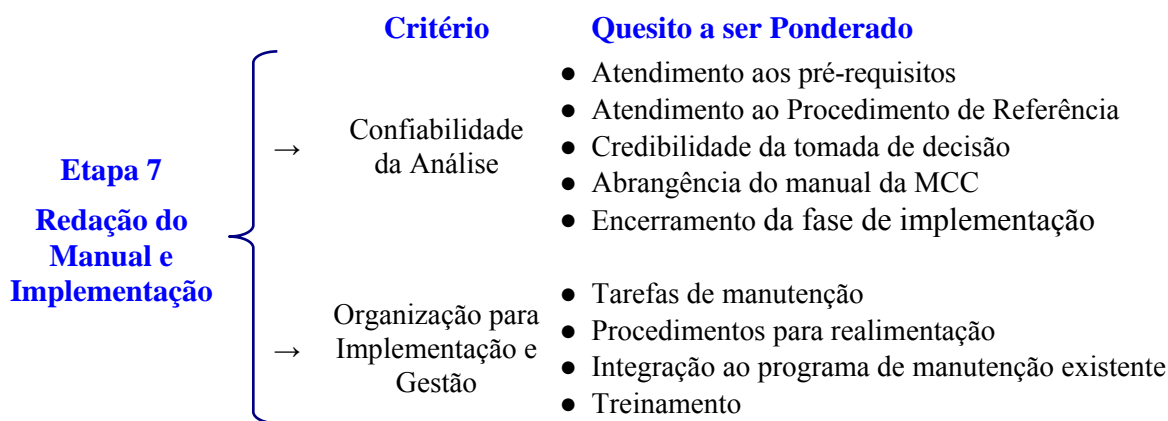 Critério Quesito a ser Ponderado
Etapa 7
Redação do
Manual e
Implementação
→
Confiabilidade
da Análise
● Atendimento aos pré-requisitos
● Atendimento ao Procedimento de Referência
● Credibilidade da tomada de decisão
● Abrangência do manual da MCC
● Encerramento da fase de implementação
→
Organização para
Implementação e
Gestão
● Tarefas de manutenção
● Procedimentos para realimentação
● Integração ao programa de manutenção existente
● Treinamento